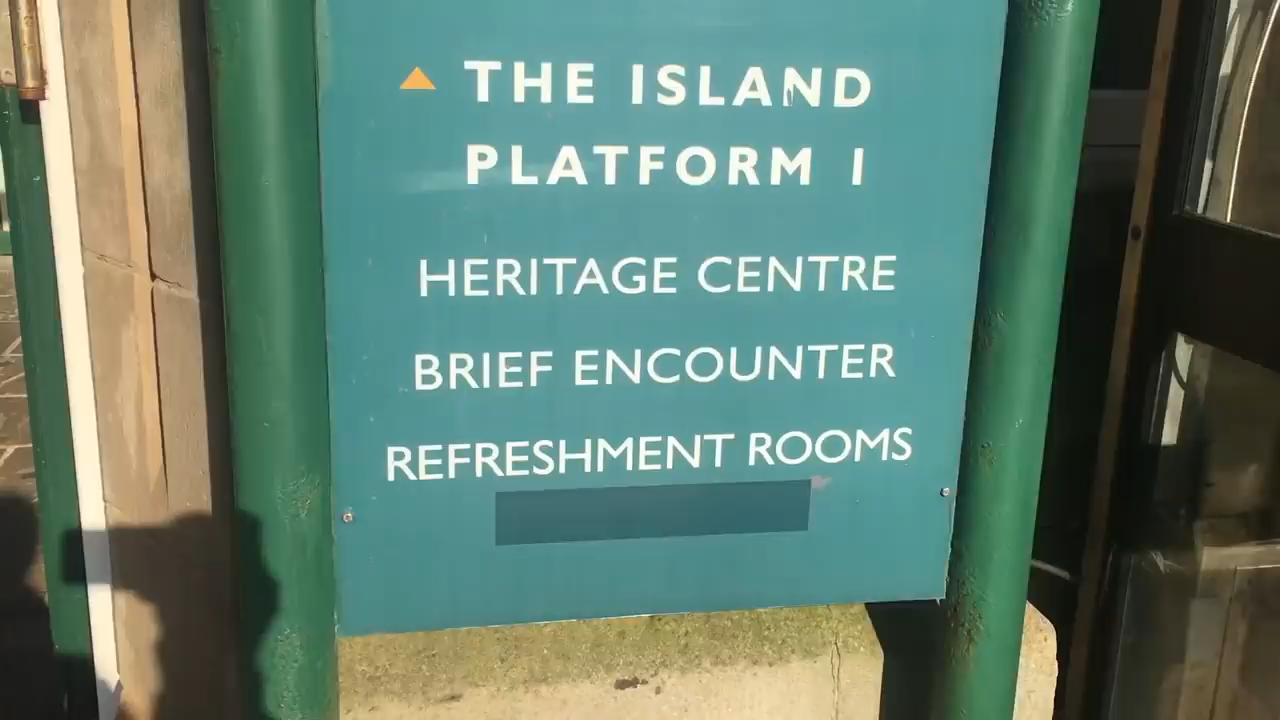 THE ISLAND
PLATFORM 1
HERITAGE CENTRE
BRIEF ENCOUNTER
REFRESHMENT ROOMS